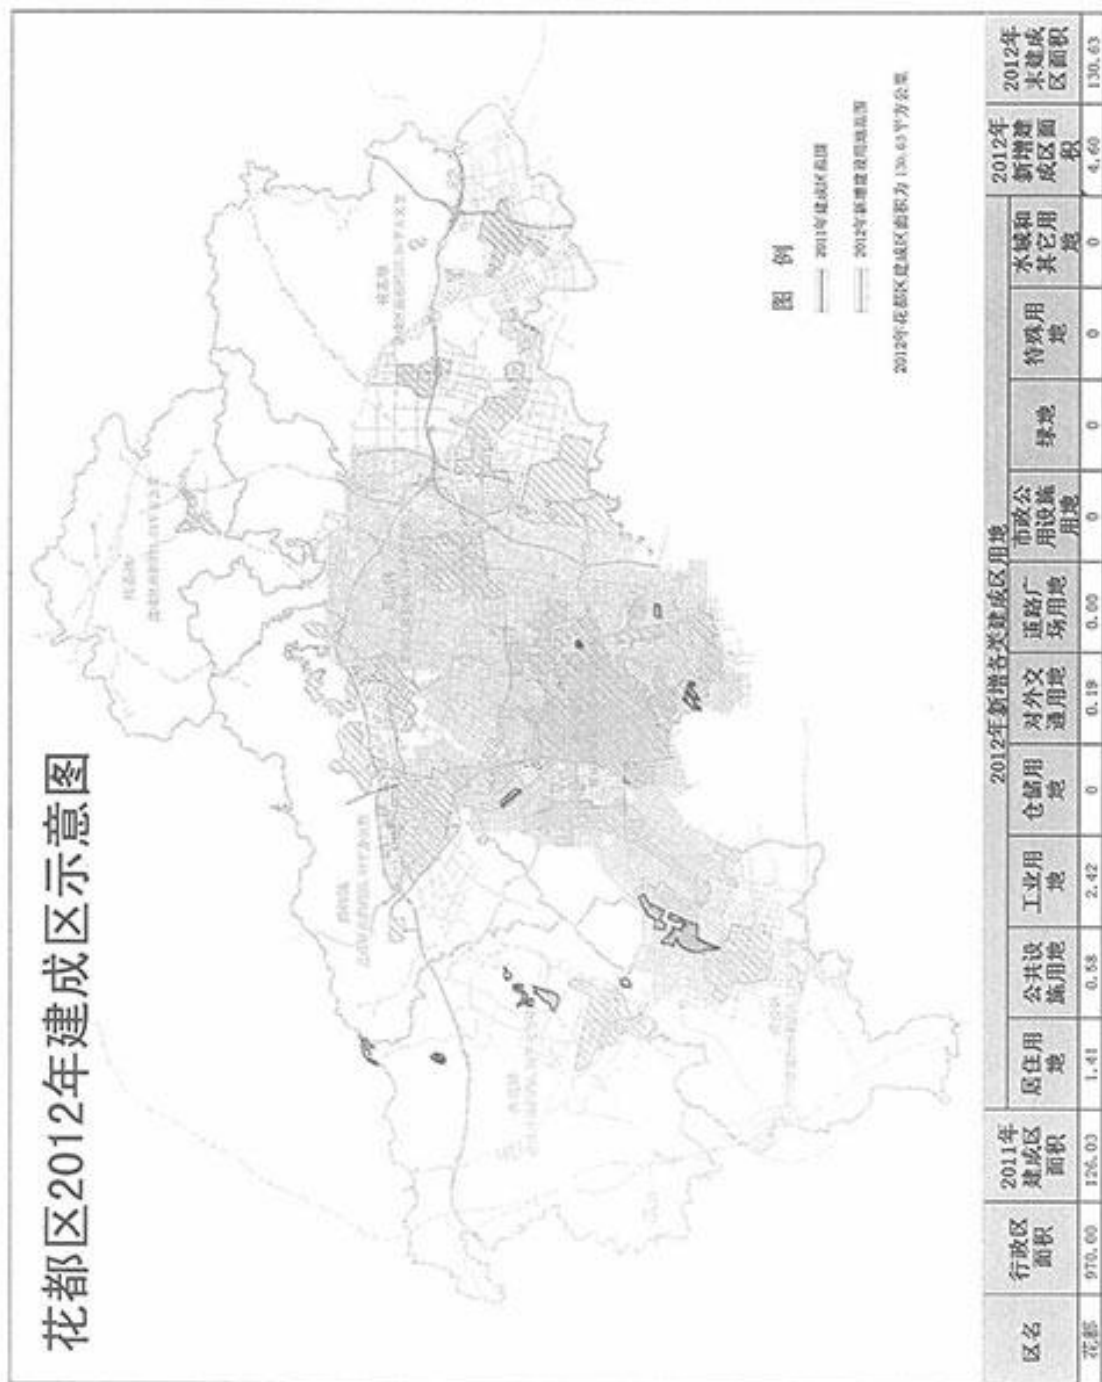 花都区2012年建成区示意图
图 例
2011年建成区范围
2012年新增建设用地范围
2012年花都区建成区面积为130.63平方公里
区名
行政区
面积
2011年
建成区
面积
2012年新增各类建成区用地
居住用
地
公共设
施用地
工业用
地
仓储用
地
对外交
通用地
道路广
场用地
市政公
用设施
用地
绿地
特殊用
地
水域和
其它用
地
2012年
新增建
成区面
积
2012年
末建成
区面积
花都
970.00
126.03
1.41
0.58
2.42
0
0.19
0.00
0
0
0
0
4.60
130.63